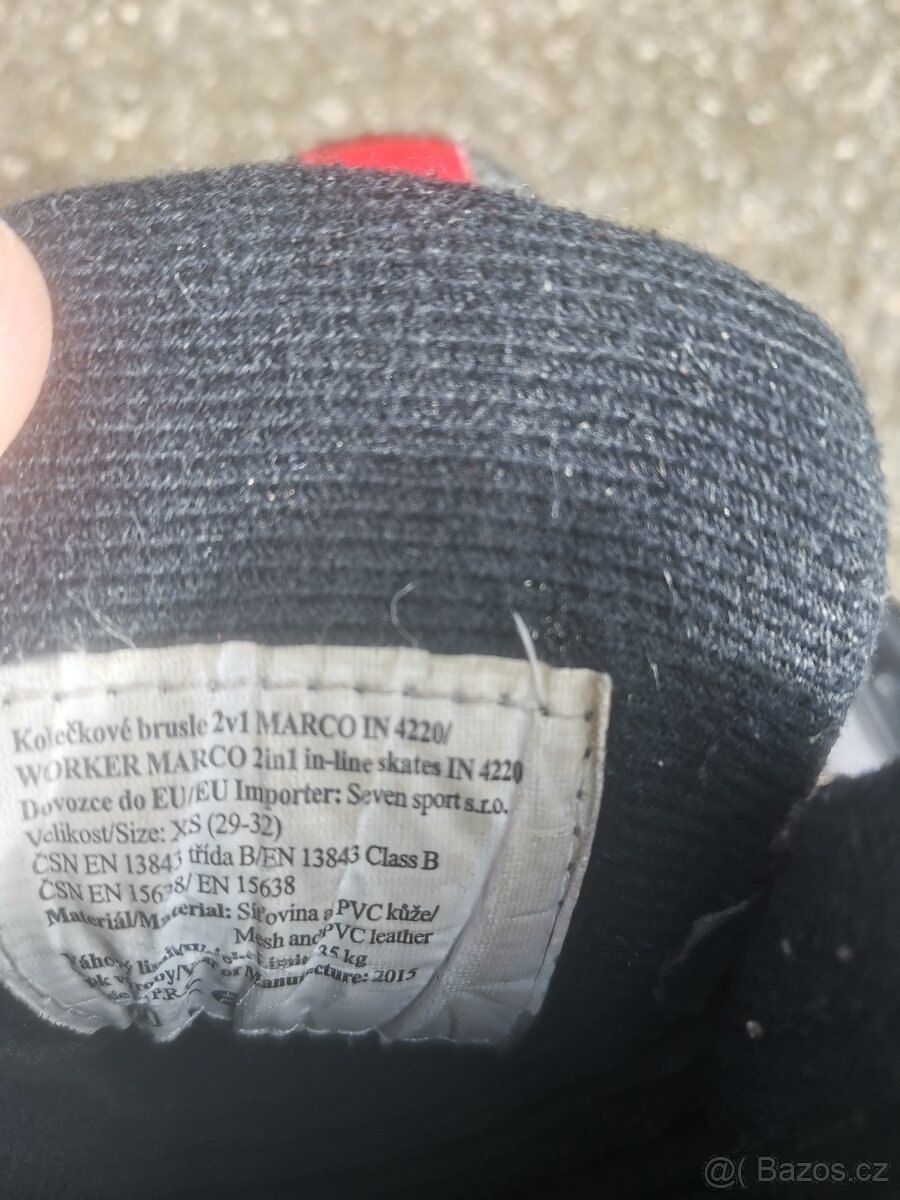 Kolečkové brusle 2v1 MARCO IN 4220/
WORKER MARCO 2in1 in-line skates IN 4220
Dovozce do EU/EU Importer: Seven sport s.r.o.
Velikost/Size: XS (29-32)
ČSN EN 13843 třída B/EN 13843 Class B
ČSN EN 15638/ EN 15638
Materiál/Material: Síťovina a PVC kůže/
Mesh and PVC leather
kg
Manufacture: 2015
@( Bazos.cz